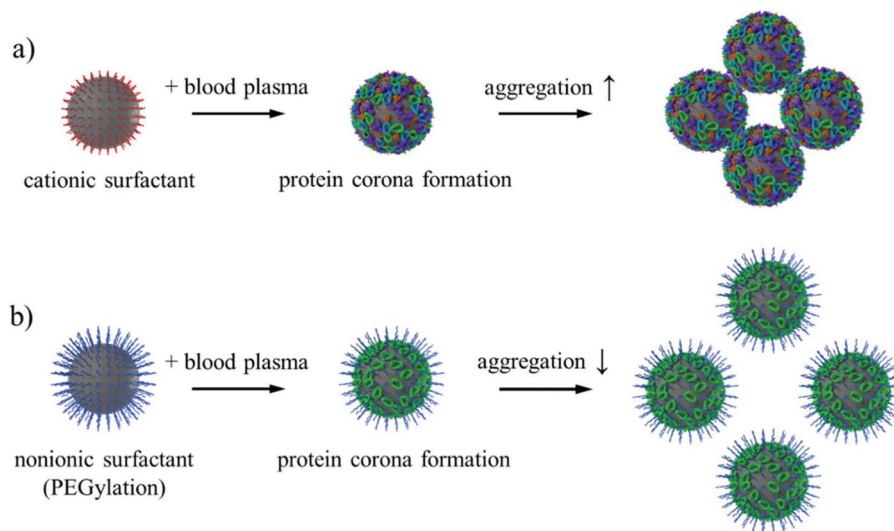 a)
+ blood plasma
aggregation ↑
cationic surfactant
protein corona formation
b)
+ blood plasma
aggregation ↓
nonionic surfactant
(PEGylation)
protein corona formation